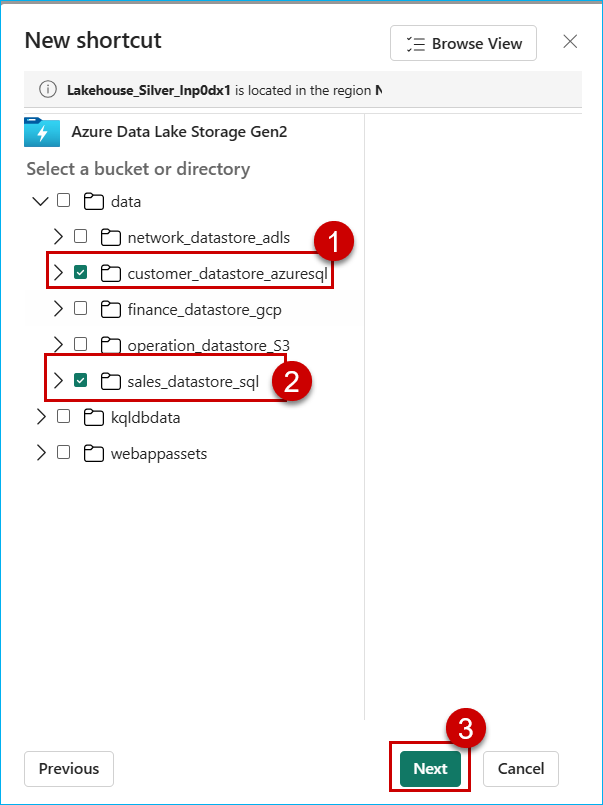 New shortcut
Browse View
Lakehouse_Silver_Inp0dx1 is located in the region
Azure Data Lake Storage Gen2
Select a bucket or directory
data
network_datastore_adls
1
customer_datastore_azuresql
finance_datastore_gcp
operation_datastore_S3
sales_datastore_sql
2
kqldbdata
webappassets
3
Previous
Next
Cancel